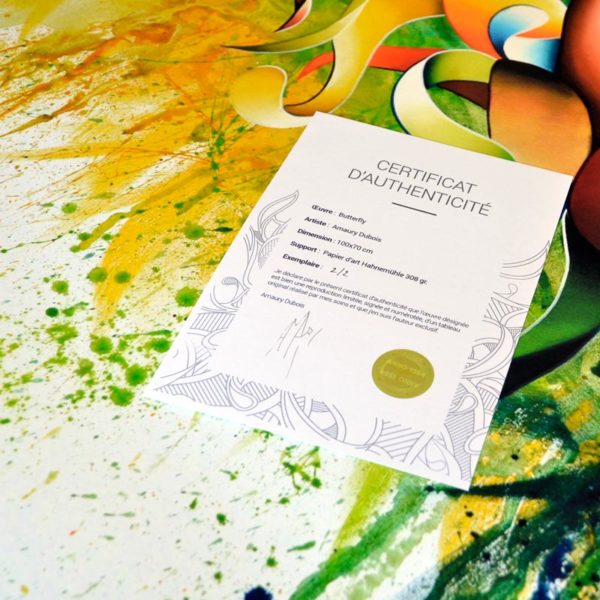 CERTIFICAT
D'AUTHENTICITÉ
Œuvre : Butterfly
Artiste : Amaury Dubois
Dimension : 100x70 cm
Support : Papier d'art Hahnemühle 308 gr.
Exemplaire : 2/2
Je déclare par le présent certificat d'authenticité que l'œuvre désignée
est bien une reproduction limitée, signée et numérotée, d'un tableau
original réalisé par mes soins et que j'en suis l'auteur exclusif.
Amaury Dubois